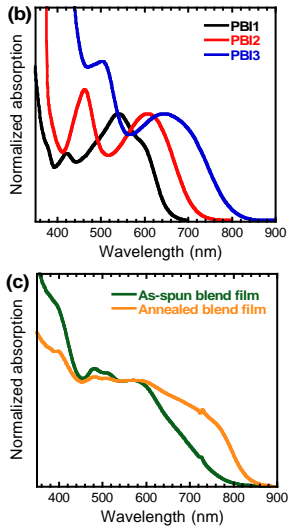 (b)
PBI1
PBI2
PBI3
Normalized absorption
400 500 600 700 800 900
Wavelength (nm)
(c)
As-spun blend film
Annealed blend film
Normalized absorption
400 500 600 700 800 900
Wavelength (nm)